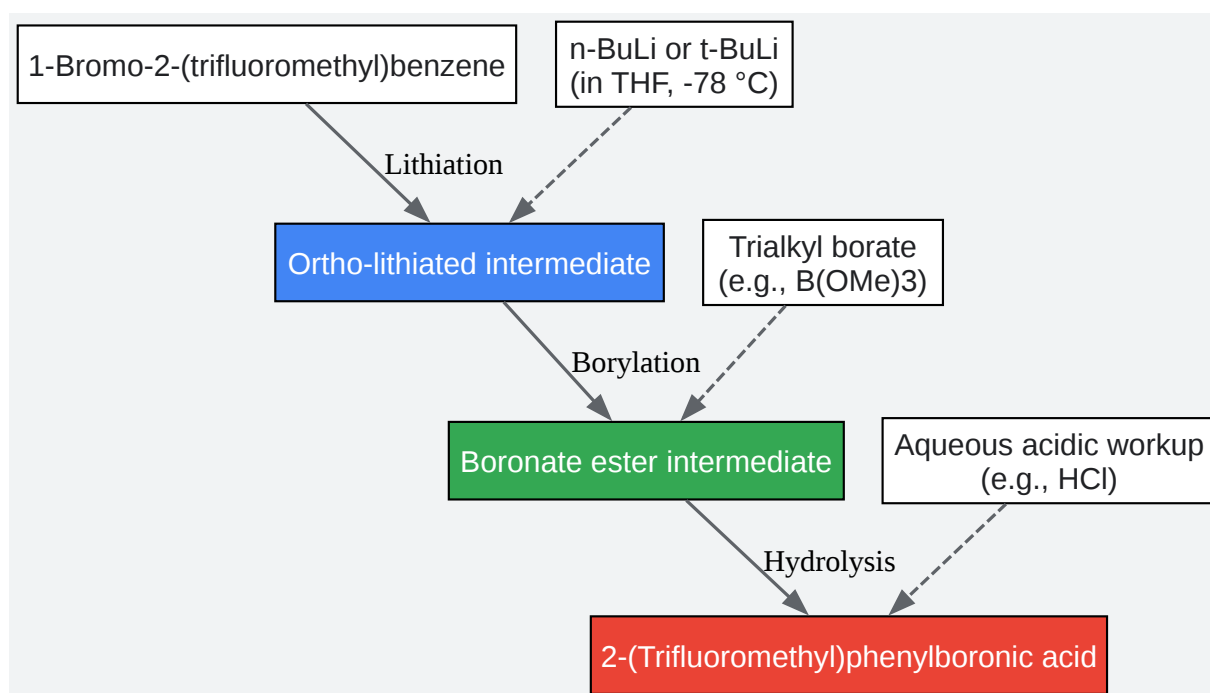 1-Bromo-2-(trifluoromethyl)benzene
n-BuLi or t-BuLi
(in THF, -78 °C)
Lithiation
Ortho-lithiated intermediate
Trialkyl borate
(e.g., B(OMe)3)
Borylation
Boronate ester intermediate
Aqueous acidic workup
(e.g., HCl)
Hydrolysis
2-(Trifluoromethyl)phenylboronic acid